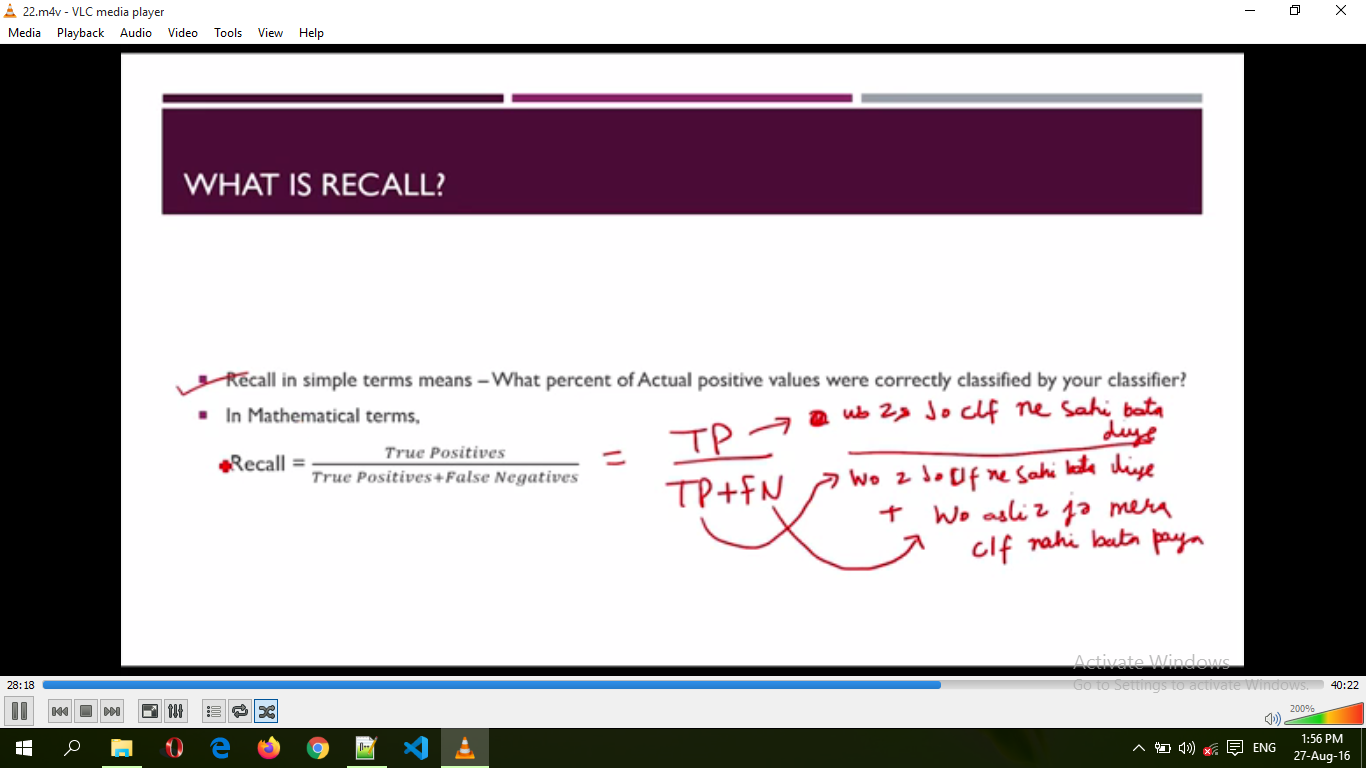 22.m4v - VLC media player
Media Playback Audio Video Tools View Help
WHAT IS RECALL?
Recall in simple terms means – What percent of Actual positive values were correctly classified by your classifier?
In Mathematical terms,
Recall = True Positives
True Positives+False Negatives
= TP
TP+FN
wo 2s jo clf ne sahi bata
diye
Wo 2 jo clf ne sahi bata diye
+ Wo asli 2 jo mera
clf nahi bata paya
Activate Windows
Go to Settings to activate Windows.
28:18 40:22
200%
ENG
1:56 PM
27-Aug-16